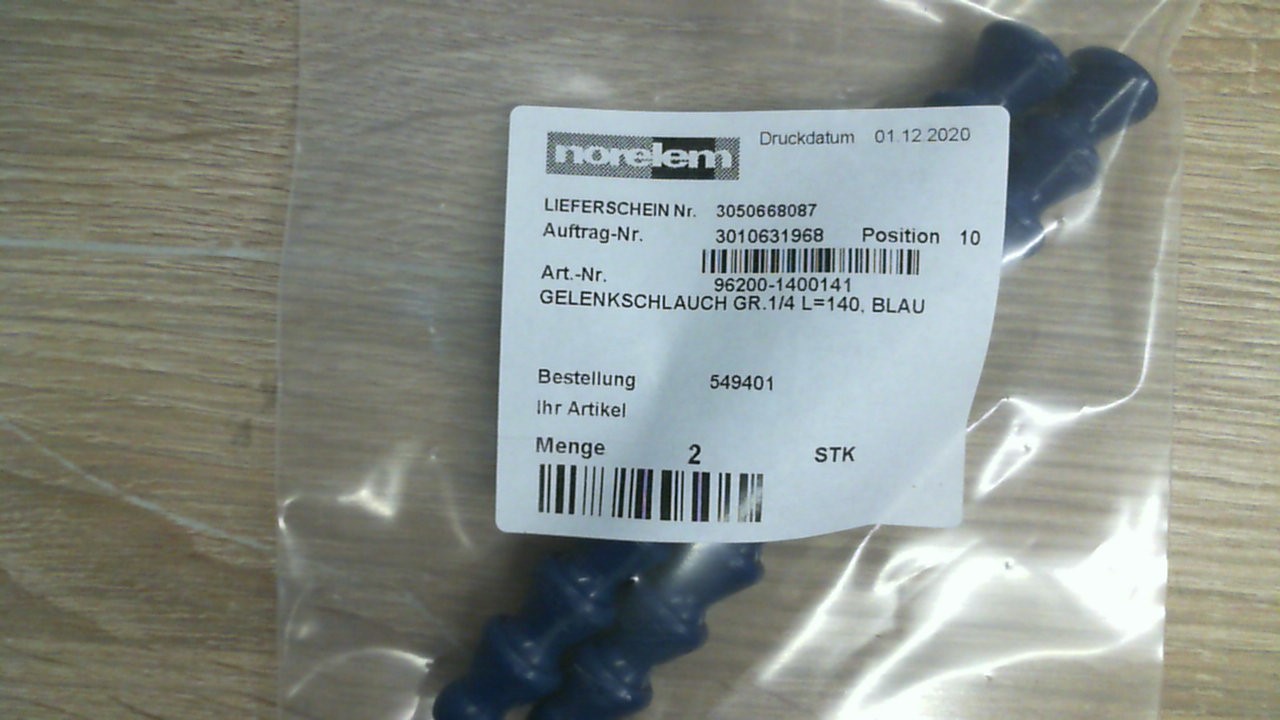 norelem
Druckdatum 01.12.2020
LIEFERSCHEIN Nr. 3050668087
Auftrag-Nr. 3010631968 Position 10
Art.-Nr. 96200-1400141
GELENKSCHLAUCH GR.1/4 L=140, BLAU
Bestellung 549401
Ihr Artikel
Menge 2 STK